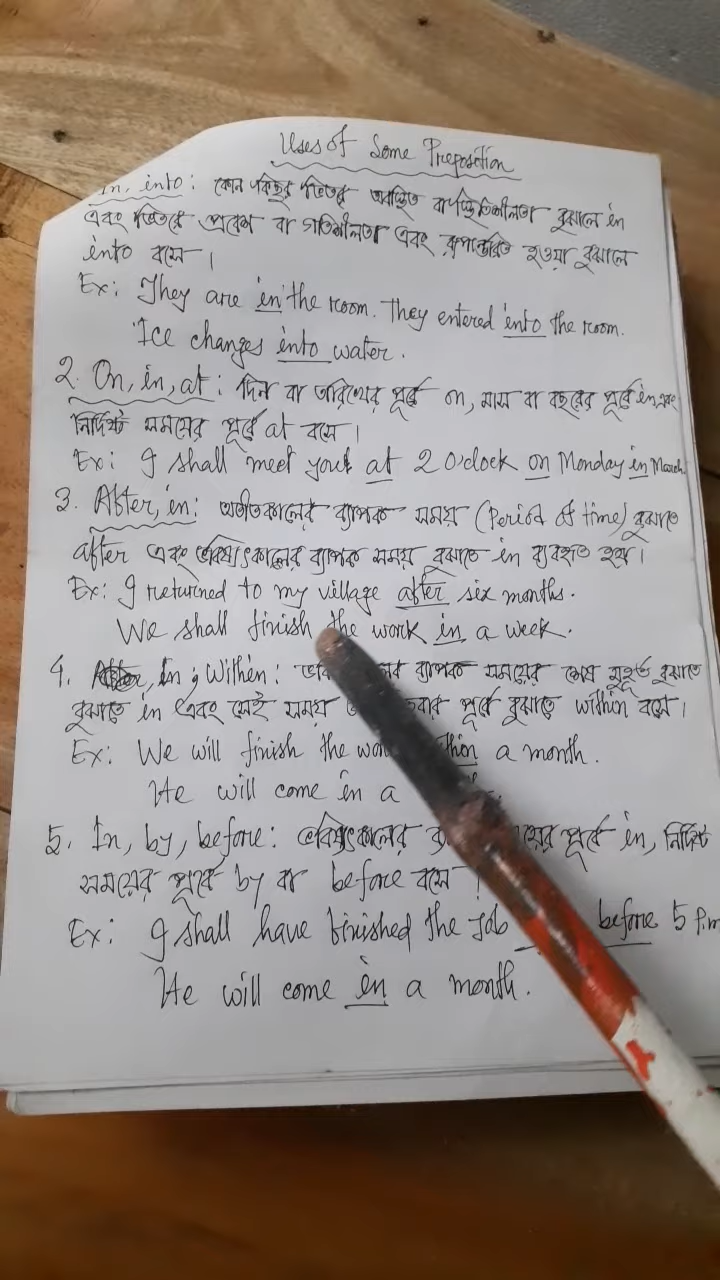 Uses of Some Preposition
In, into: কোন কিছুর ভিতর অবস্থিত বা স্থিতিশীলতা বুঝালে in
এবং ভিতরে প্রবেশ বা গতিশীলতা এবং রূপান্তরিত হওয়া বুঝালে
into বসে।
Ex: They are in the room. They entered into the room.
Ice changes into water.
2. On, in, at: দিন বা তারিখের পূর্বে on, মাস বা বছরের পূর্বে in এবং
নির্দিষ্ট সময়ের পূর্বে at বসে।
Ex: I shall meet you at 2 O'clock on Monday in March
3. After, in: অতীতকালের ব্যাপক সময় (Period of time) বুঝাতে
after এবং ভবিষ্যৎকালের ব্যাপক সময় বুঝাতে in ব্যবহৃত হয়।
Ex: I returned to my village after six months.
We shall finish the work in a week.
4. In, Within: ব্যাপক সময়ের শেষ মুহূর্ত বুঝাতে
বুঝাতে in এবং সেই সময় পূর্বে বুঝাতে within বসে।
Ex: We will finish the a month.
He will come in a
5. In, by, before: ভবিষ্যৎকালের পূর্বে in, নির্দিষ্ট
সময়ের পূর্বে by বা before বসে।
Ex: I shall have finished the job before 5 P.m
He will come in a month.